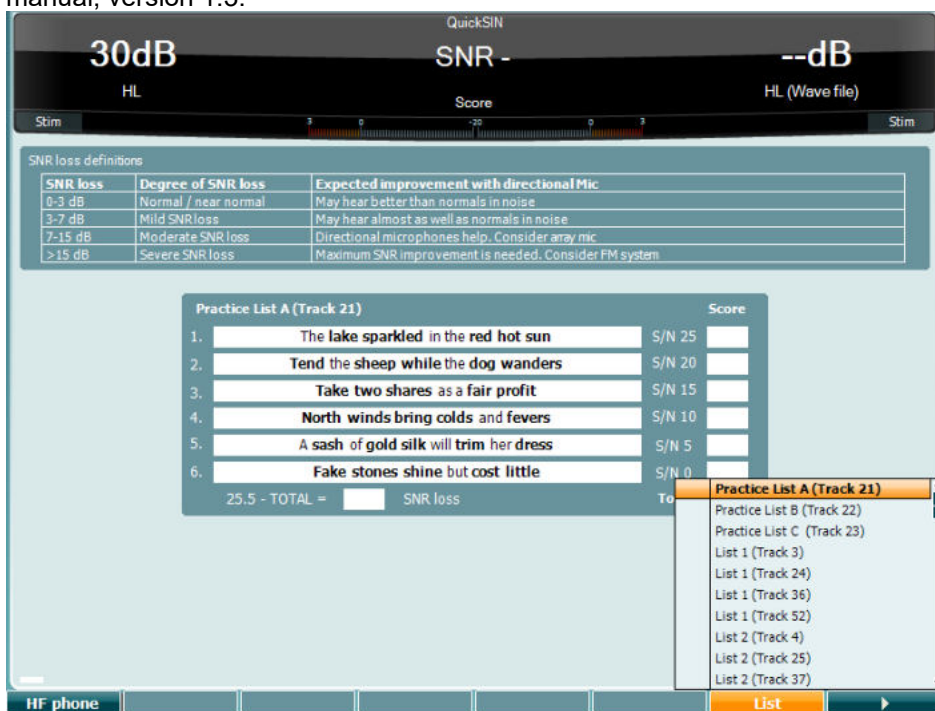 manual, version 1.3.
QuickSIN
30dB SNR - --dB
HL HL (Wave file)
Score
Stim 3 0 -20 0 3 Stim
SNR loss definitions
SNR loss Degree of SNR loss Expected improvement with directional Mic
0-3 dB Normal / near normal May hear better than normals in noise
3-7 dB Mild SNR loss May hear almost as well as normals in noise
7-15 dB Moderate SNR loss Directional microphones help. Consider array mic
>15 dB Severe SNR loss Maximum SNR improvement is needed. Consider FM system
Practice List A (Track 21) Score
1. The lake sparkled in the red hot sun S/N 25
2. Tend the sheep while the dog wanders S/N 20
3. Take two shares as a fair profit S/N 15
4. North winds bring colds and fevers S/N 10
5. A sash of gold silk will trim her dress S/N 5
6. Fake stones shine but cost little S/N 0
25.5 - TOTAL = SNR loss To
Practice List A (Track 21)
Practice List B (Track 22)
Practice List C (Track 23)
List 1 (Track 3)
List 1 (Track 24)
List 1 (Track 36)
List 1 (Track 52)
List 2 (Track 4)
List 2 (Track 25)
List 2 (Track 37)
HF phone List